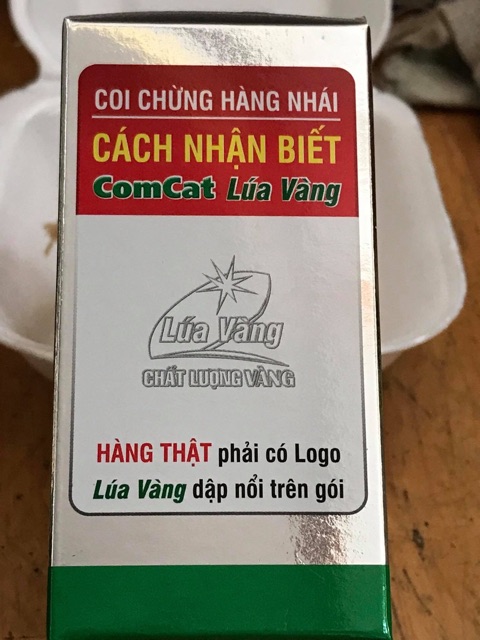 COI CHỪNG HÀNG NHÁI
CÁCH NHẬN BIẾT
ComCat Lúa Vàng
Lúa Vàng
CHẤT LƯỢNG VÀNG
HÀNG THẬT phải có Logo
Lúa Vàng dập nổi trên gói